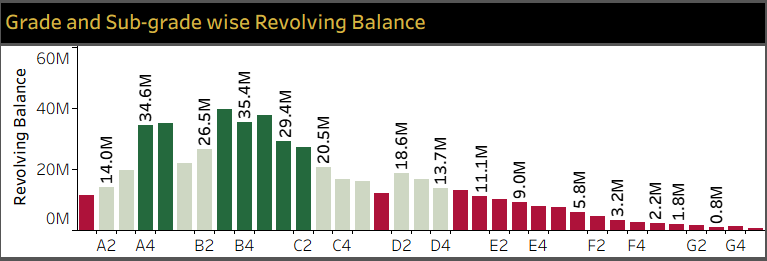 Grade and Sub-grade wise Revolving Balance
60M
40M
20M
0M
Revolving Balance
14.0M
34.6M
26.5M
35.4M
29.4M
20.5M
18.6M
13.7M
11.1M
9.0M
5.8M
3.2M
2.2M
1.8M
0.8M
A2 A4 B2 B4 C2 C4 D2 D4 E2 E4 F2 F4 G2 G4